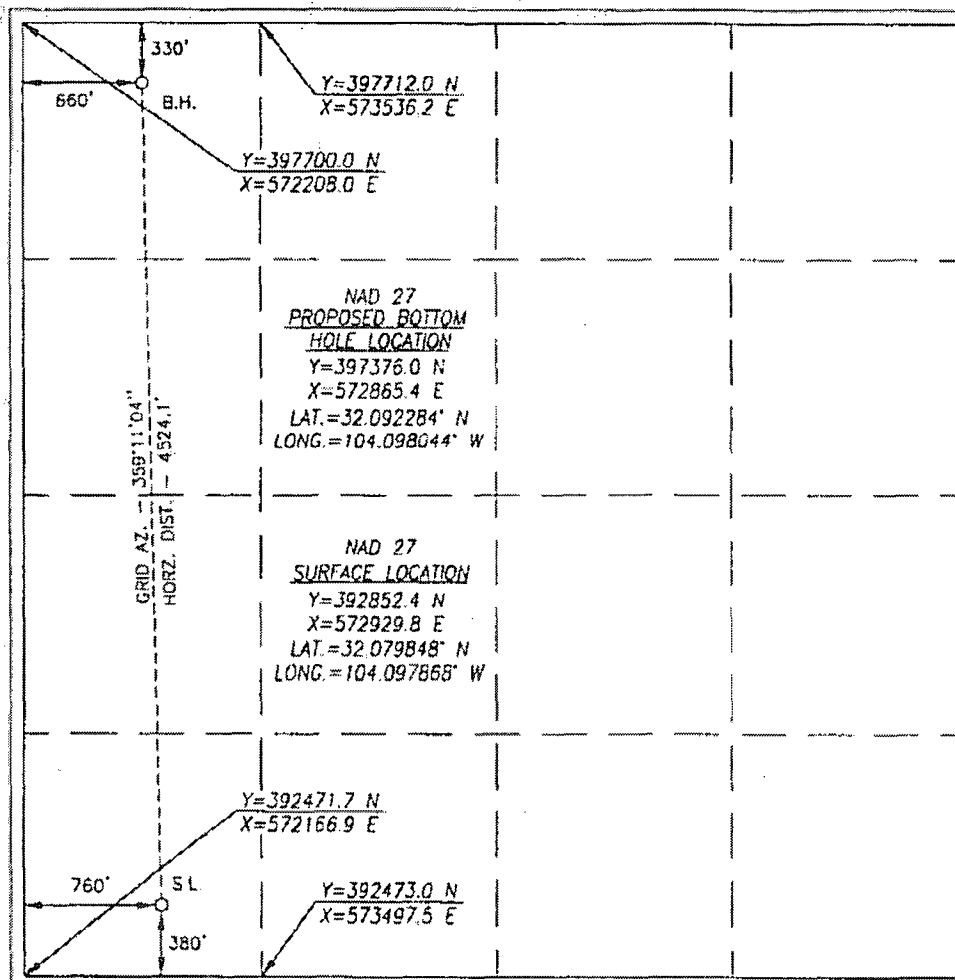 330'
660'
B.H.
Y=397712.0 N
X=573536.2 E
Y=397700.0 N
X=572208.0 E
NAD 27
PROPOSED BOTTOM
HOLE LOCATION
Y=397376.0 N
X=572865.4 E
LAT.=32.092284° N
LONG.=104.098044° W
GRID AZ. - 359°11'04"
HORZ. DIST. - 4524.1'
NAD 27
SURFACE LOCATION
Y=392852.4 N
X=572929.8 E
LAT.=32.079848° N
LONG.=104.097868° W
Y=392471.7 N
X=572166.9 E
760'
S.L.
Y=392473.0 N
X=573497.5 E
380'